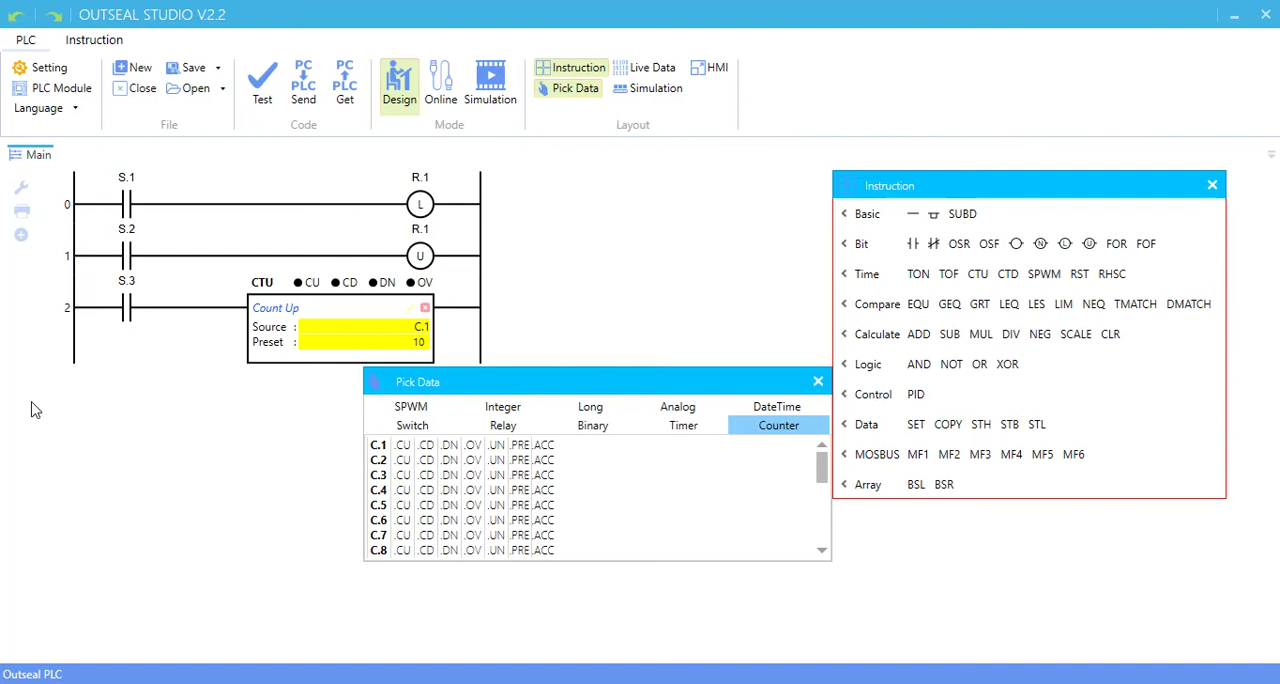 OUTSEAL STUDIO V2.2
PLC Instruction
Setting
PLC Module
Language
New Save
Close Open
File
Test
PC PLC Send
PC PLC Get
Code
Design Online Simulation
Mode
Instruction Live Data HMI
Pick Data Simulation
Layout
Main
S.1 R.1
0 L
S.2 R.1
1 U
S.3 CTU CU CD DN OV
2 Count Up
Source : C.1
Preset : 10
Instruction
Basic SUBD
Bit OSR OSF N L U FOR FOF
Time TON TOF CTU CTD SPWM RST RHSC
Compare EQU GEQ GRT LEQ LES LIM NEQ TMATCH DMATCH
Calculate ADD SUB MUL DIV NEG SCALE CLR
Logic AND NOT OR XOR
Control PID
Data SET COPY STH STB STL
MOSBUS MF1 MF2 MF3 MF4 MF5 MF6
Array BSL BSR
Pick Data
SPWM Integer Long Analog DateTime
Switch Relay Binary Timer Counter
C.1 .CU .CD .DN .OV .UN .PRE .ACC
C.2 .CU .CD .DN .OV .UN .PRE .ACC
C.3 .CU .CD .DN .OV .UN .PRE .ACC
C.4 .CU .CD .DN .OV .UN .PRE .ACC
C.5 .CU .CD .DN .OV .UN .PRE .ACC
C.6 .CU .CD .DN .OV .UN .PRE .ACC
C.7 .CU .CD .DN .OV .UN .PRE .ACC
C.8 .CU .CD .DN .OV .UN .PRE .ACC
Outseal PLC